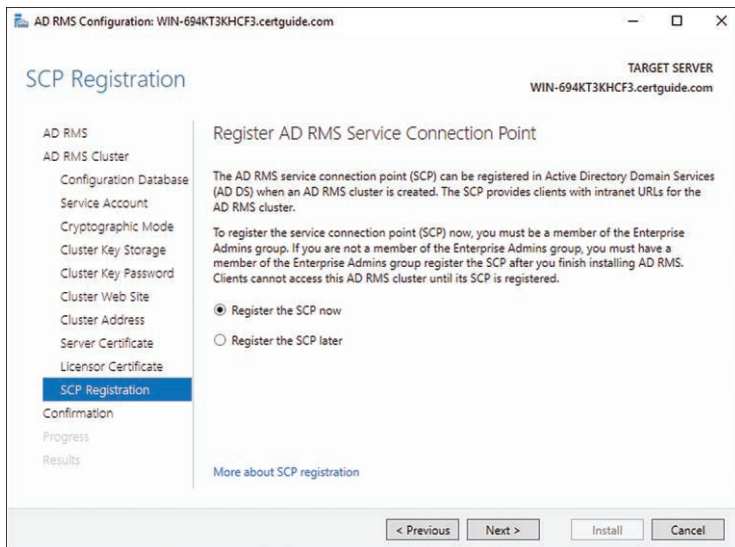 AD RMS Configuration: WIN-694KT3KHCF3.certguide.com
SCP Registration
TARGET SERVER
WIN-694KT3KHCF3.certguide.com
AD RMS
AD RMS Cluster
Configuration Database
Service Account
Cryptographic Mode
Cluster Key Storage
Cluster Key Password
Cluster Web Site
Cluster Address
Server Certificate
Licensor Certificate
SCP Registration
Confirmation
Progress
Results
Register AD RMS Service Connection Point
The AD RMS service connection point (SCP) can be registered in Active Directory Domain Services
(AD DS) when an AD RMS cluster is created. The SCP provides clients with intranet URLs for the
AD RMS cluster.
To register the service connection point (SCP) now, you must be a member of the Enterprise
Admins group. If you are not a member of the Enterprise Admins group, you must have a
member of the Enterprise Admins group register the SCP after you finish installing AD RMS.
Clients cannot access this AD RMS cluster until its SCP is registered.
Register the SCP now
Register the SCP later
More about SCP registration
< Previous
Next >
Install
Cancel